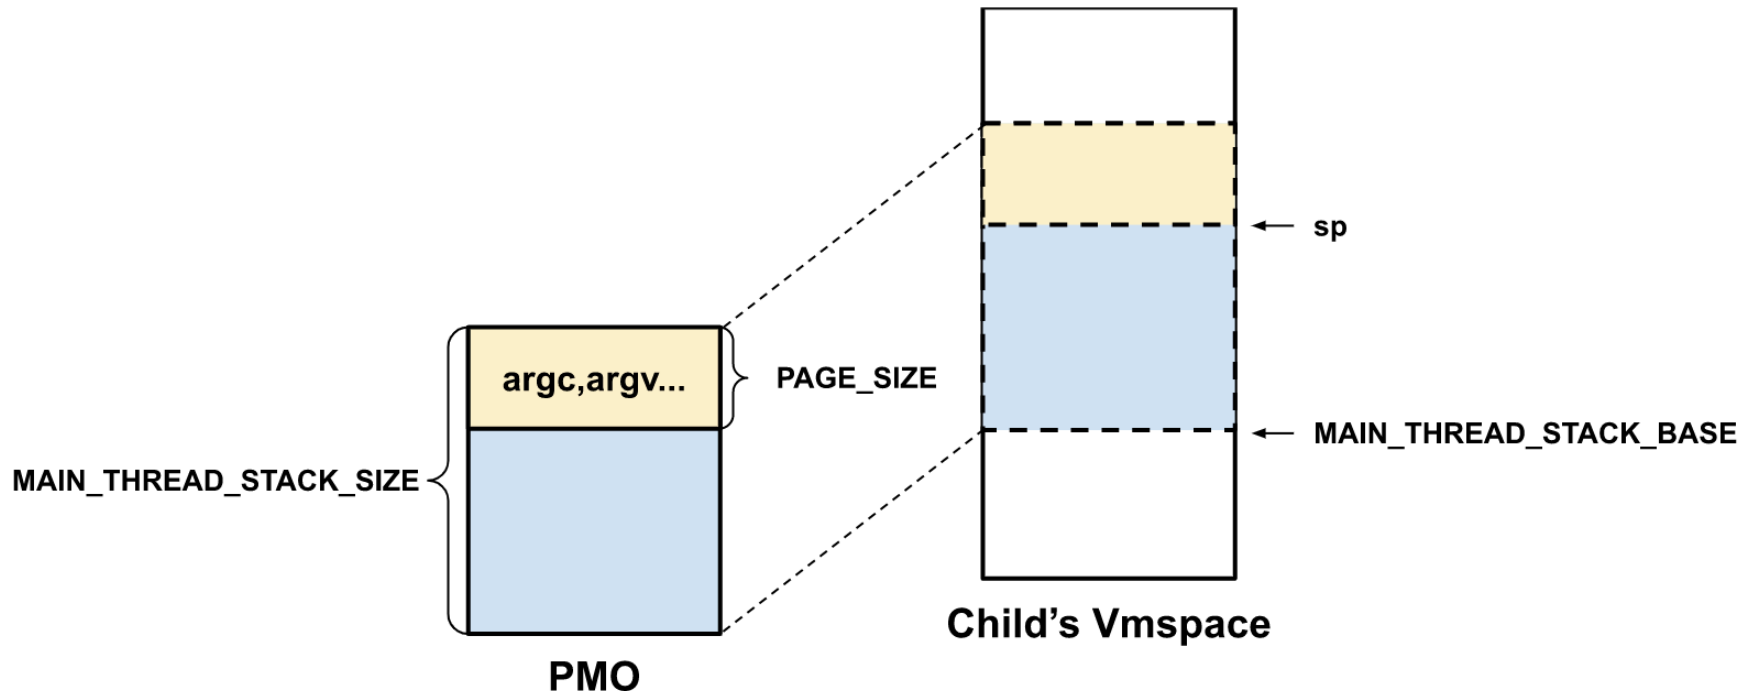 sp
argc,argv...
PAGE_SIZE
MAIN_THREAD_STACK_BASE
MAIN_THREAD_STACK_SIZE
Child's Vmspace
PMO